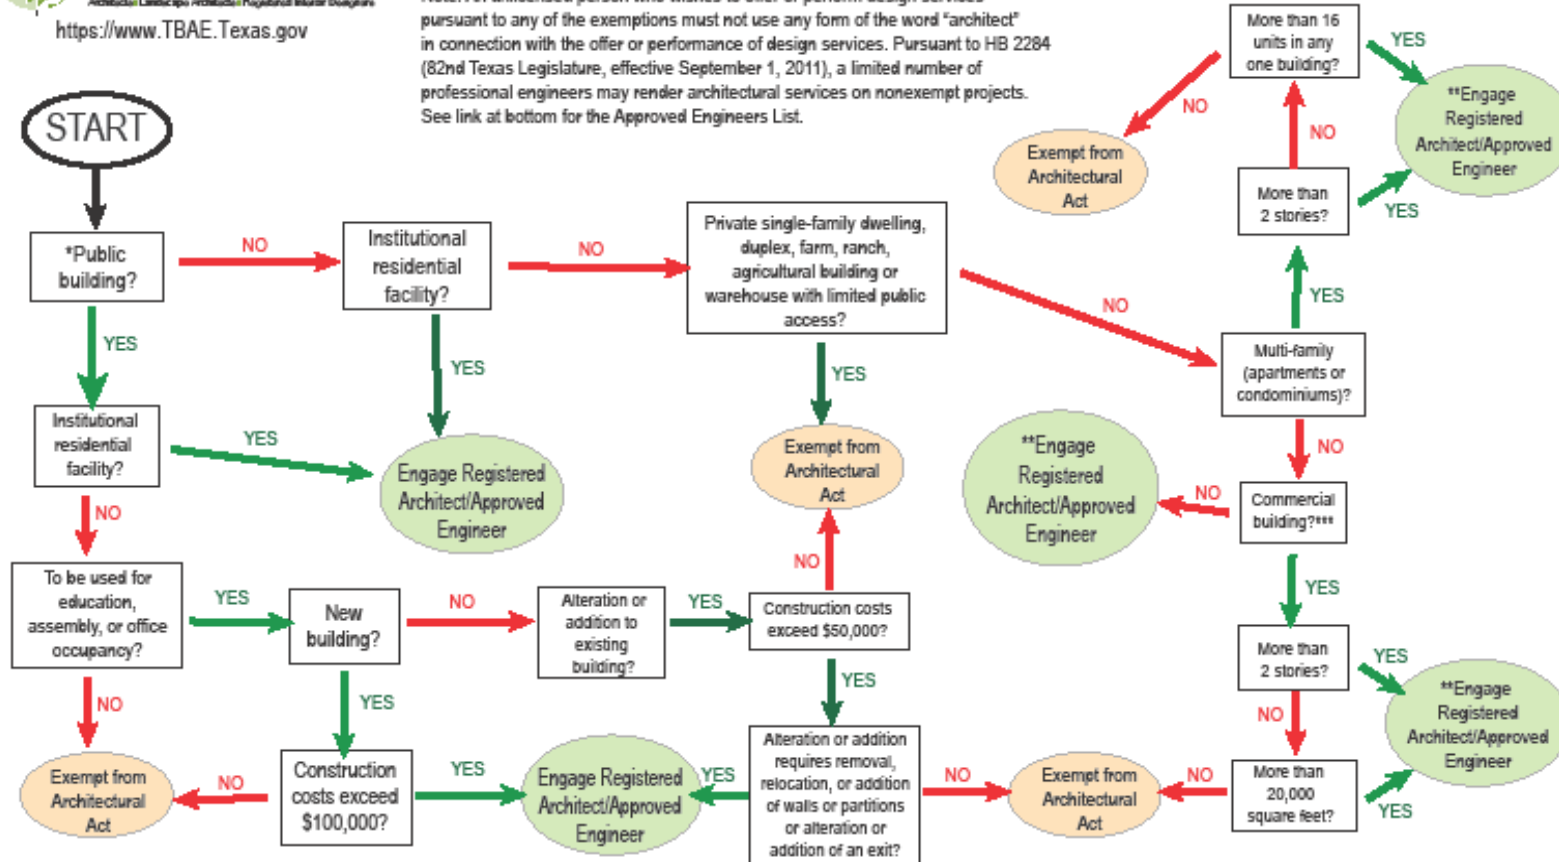 Architects | Landscape Architects | Registered Interior Designers
https://www.TBAE.Texas.gov
pursuant to any of the exemptions must not use any form of the word "architect"
in connection with the offer or performance of design services. Pursuant to HB 2284
(82nd Texas Legislature, effective September 1, 2011), a limited number of
professional engineers may render architectural services on nonexempt projects.
See link at bottom for the Approved Engineers List.
START
*Public
building?
NO
Institutional
residential
facility?
NO
Private single-family dwelling,
duplex, farm, ranch,
agricultural building or
warehouse with limited public
access?
NO
More than 16
units in any
one building?
YES
NO
**Engage
Registered
Architect/Approved
Engineer
Exempt from
Architectural
Act
NO
More than
2 stories?
YES
YES
Multi-family
(apartments or
condominiums)?
YES
YES
YES
Institutional
residential
facility?
YES
Engage Registered
Architect/Approved
Engineer
Exempt from
Architectural
Act
**Engage
Registered
Architect/Approved
Engineer
NO
NO
Commercial
building?***
NO
YES
To be used for
education,
assembly, or office
occupancy?
YES
New
building?
NO
Alteration or
addition to
existing
building?
YES
Construction costs
exceed $50,000?
NO
YES
More than
2 stories?
YES
**Engage
Registered
Architect/Approved
Engineer
NO
NO
YES
Exempt from
Architectural
Act
NO
Construction
costs exceed
$100,000?
YES
Engage Registered
Architect/Approved
Engineer
YES
Alteration or addition
requires removal,
relocation, or addition
of walls or partitions
or alteration or
addition of an exit?
NO
Exempt from
Architectural
Act
NO
More than
20,000
square feet?
YES